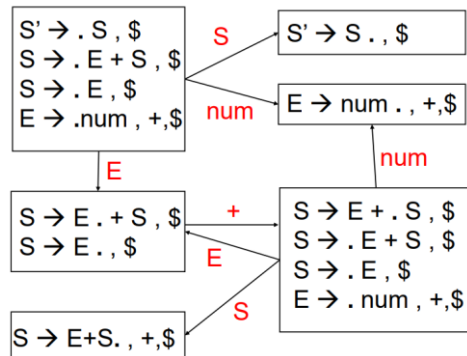 S' → . S , $
S → . E + S , $
S → . E , $
E → .num , +,$
S
S' → S . , $
num
E → num . , +,$
E
num
S → E . + S , $
S → E . , $
+
E
S → E + . S , $
S → . E + S , $
S → . E , $
E → .num , +,$
S
S → E+S. , +,$